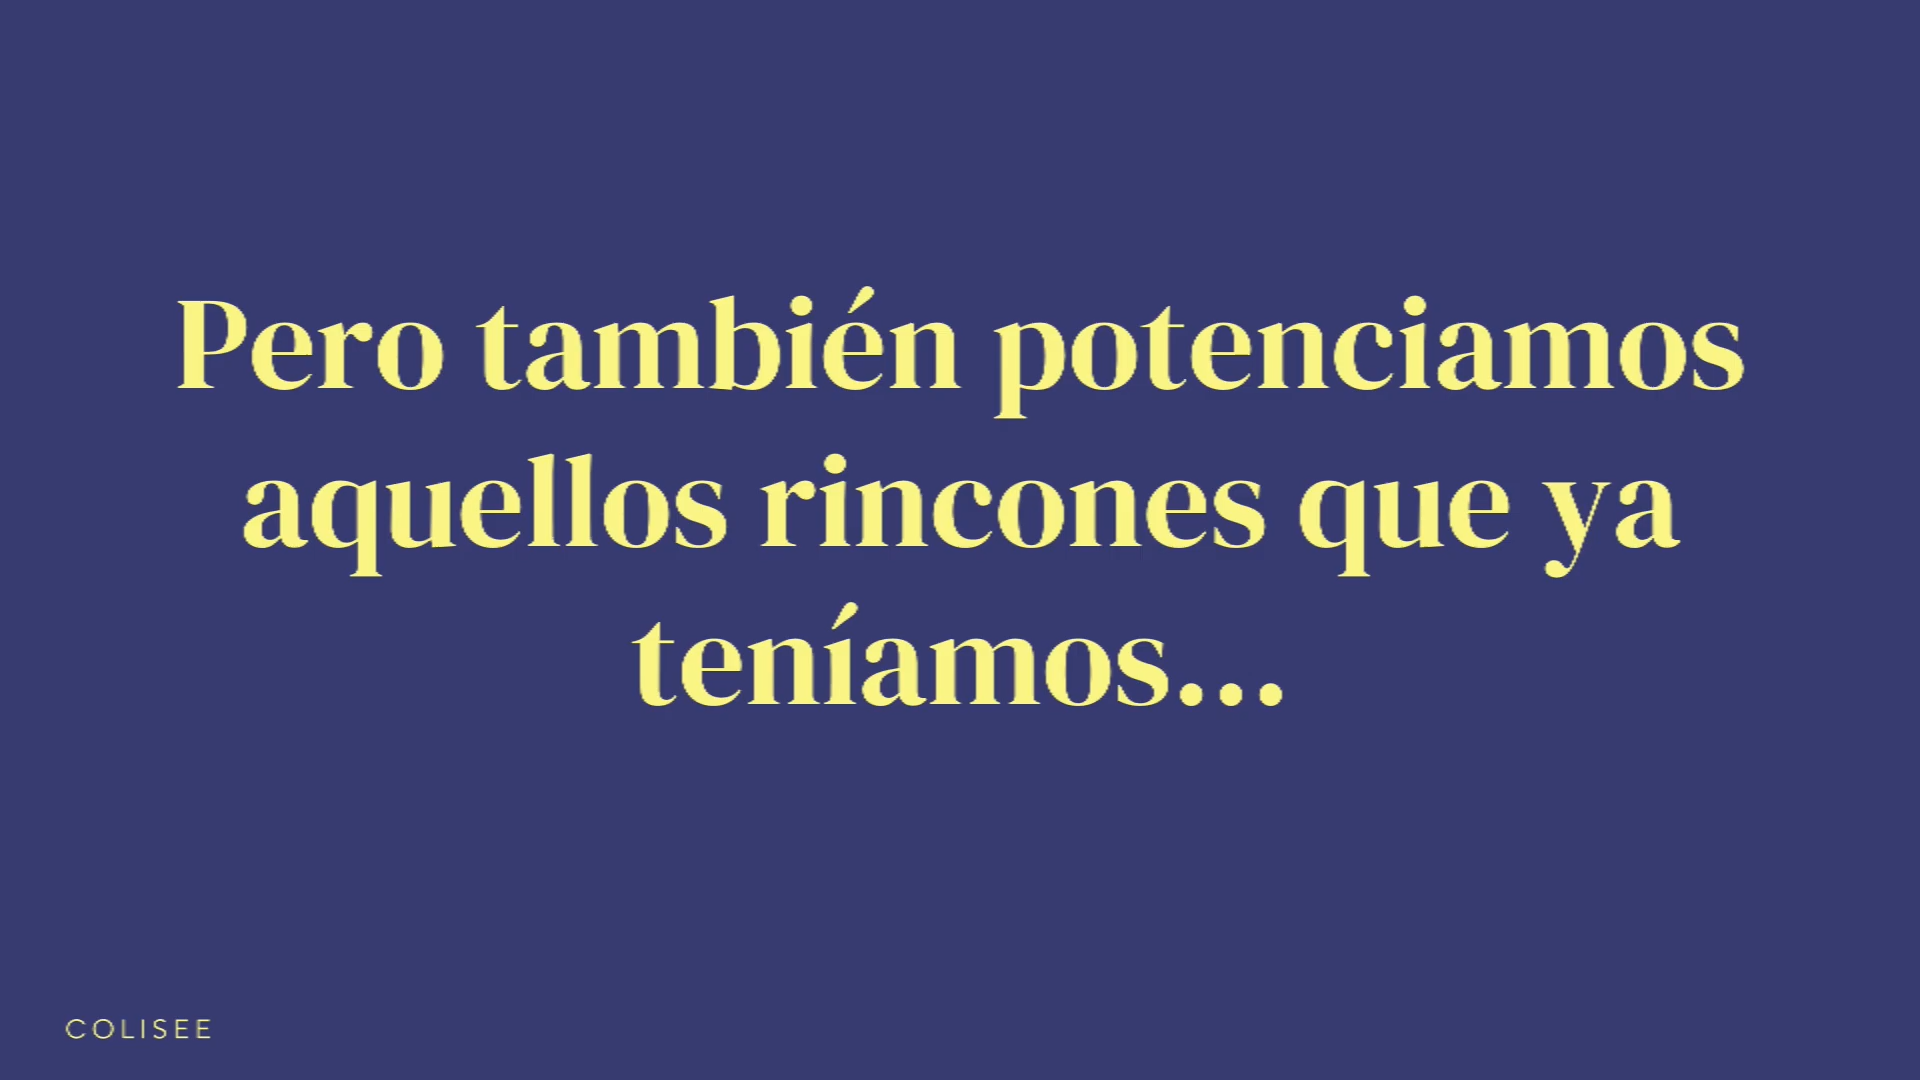 Pero también potenciamos
aquellos rincones que ya
teníamos...
COLISEE